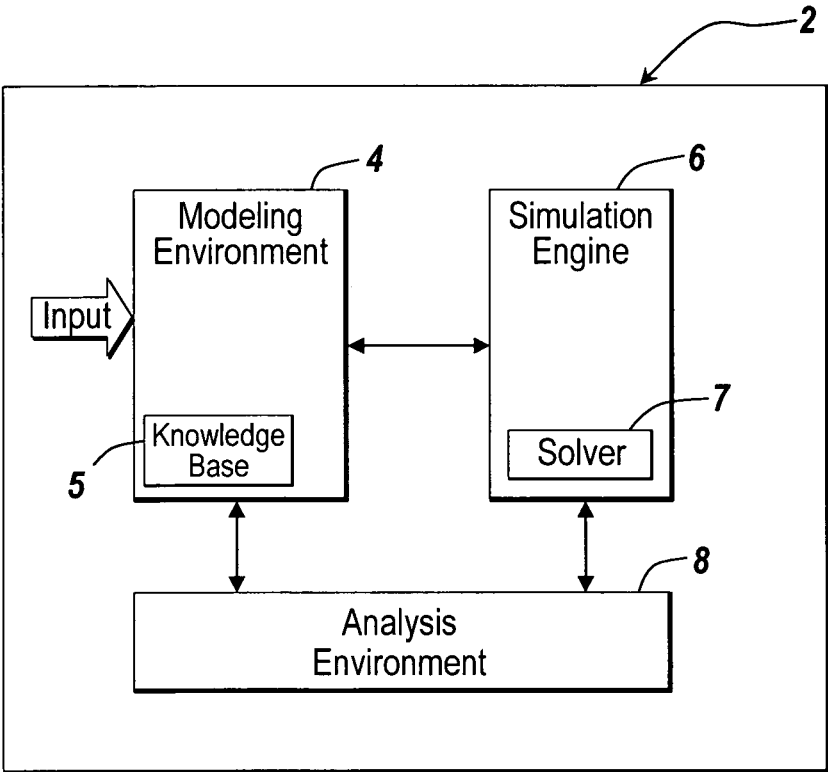 2
4
Modeling
Environment
6
Simulation
Engine
Input
Knowledge
Base
5
7
Solver
8
Analysis
Environment